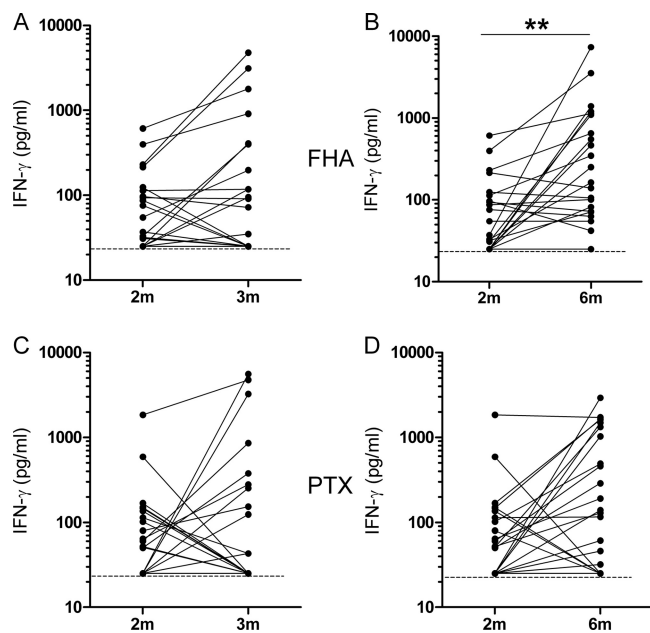 A
IFN-γ (pg/ml)
10000
1000
100
10
2m 3m
FHA
B
**
IFN-γ (pg/ml)
10000
1000
100
10
2m 6m
C
IFN-γ (pg/ml)
10000
1000
100
10
2m 3m
PTX
D
IFN-γ (pg/ml)
10000
1000
100
10
2m 6m